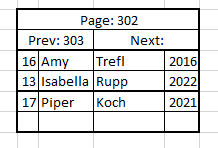 Page: 302
Prev: 303 Next:
16 Amy Trefl 2016
13 Isabella Rupp 2022
17 Piper Koch 2021